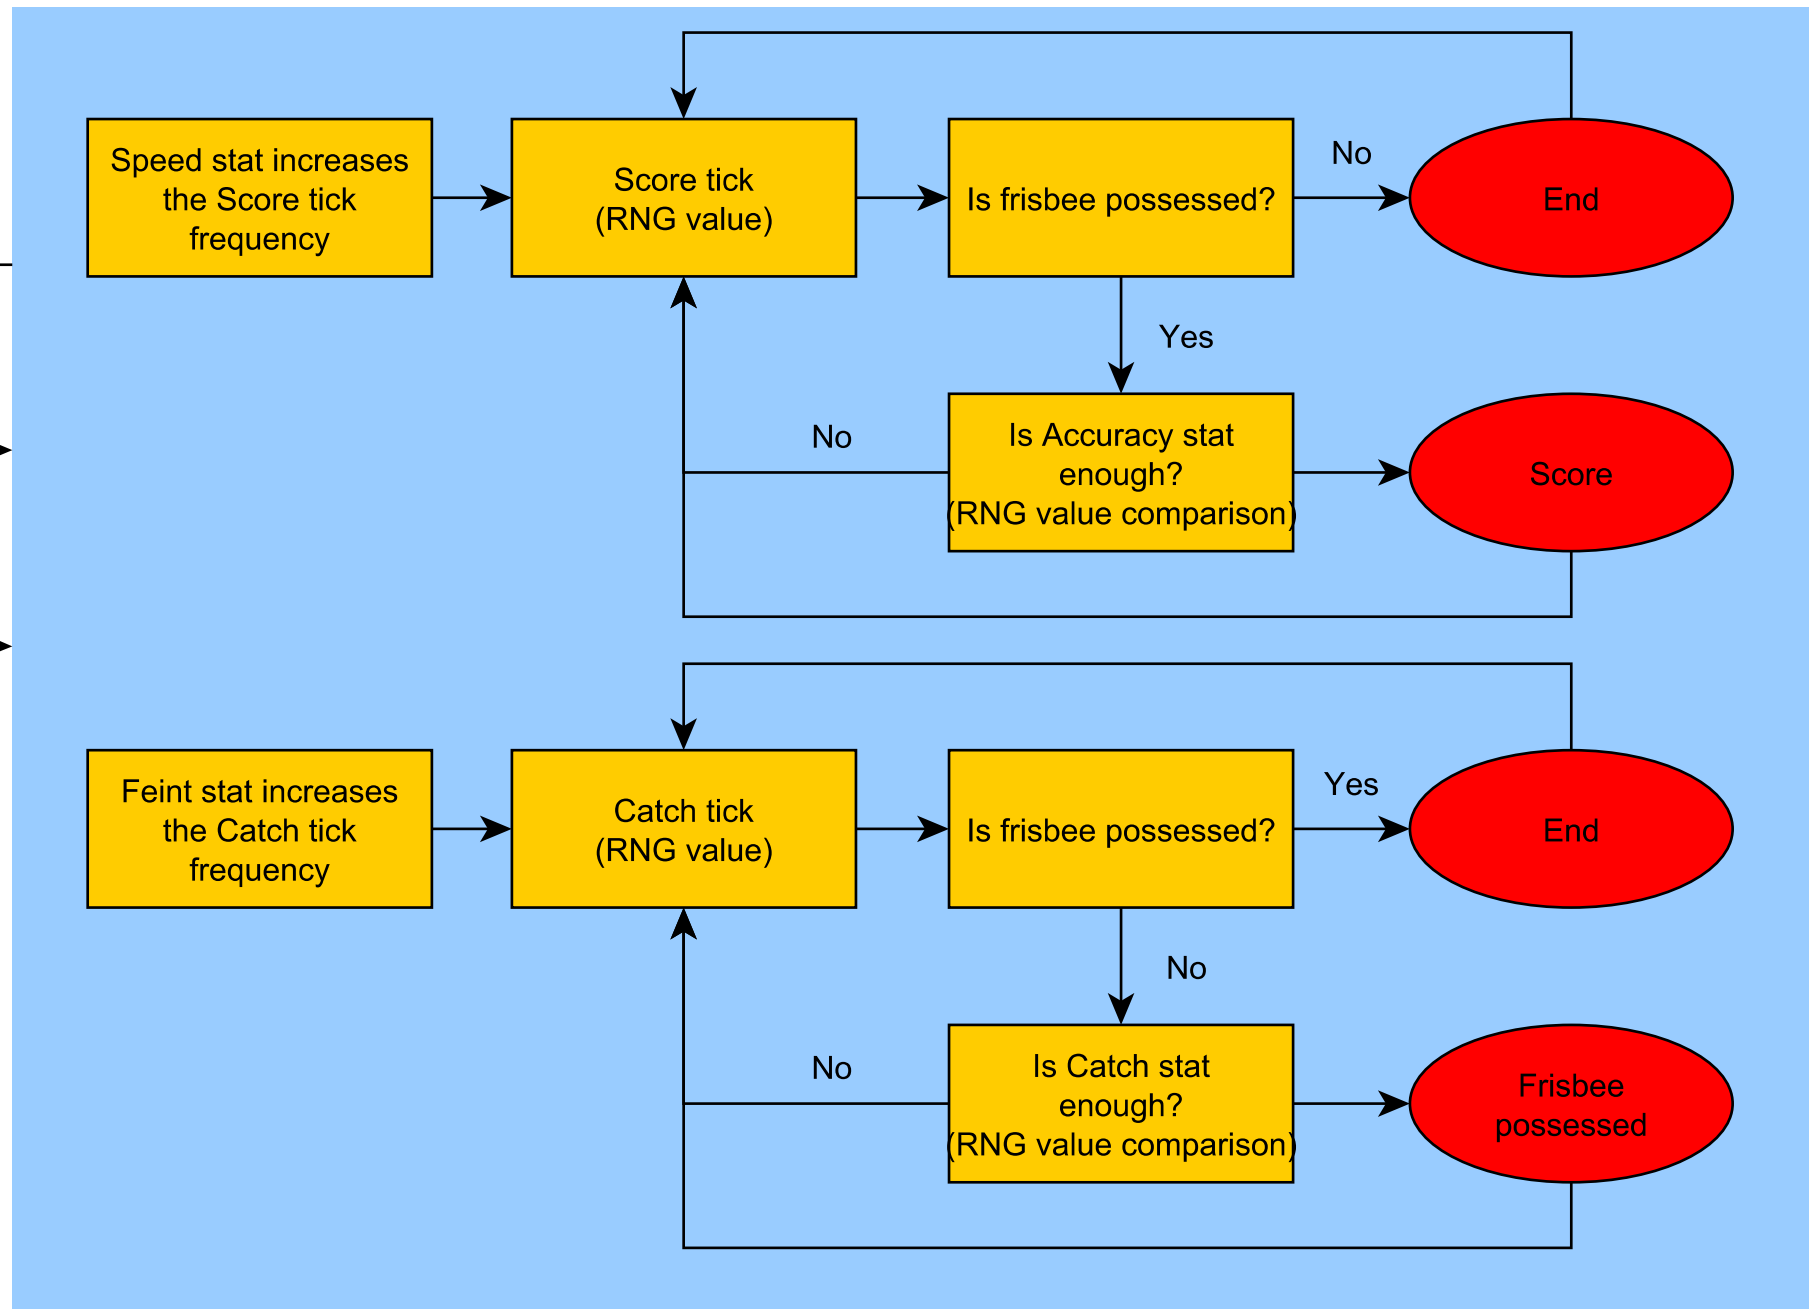 Speed stat increases
the Score tick
frequency
Score tick
(RNG value)
Is frisbee possessed?
No
End
Yes
No
Is Accuracy stat
enough?
(RNG value comparison)
Score
Feint stat increases
the Catch tick
frequency
Catch tick
(RNG value)
Is frisbee possessed?
Yes
End
No
No
Is Catch stat
enough?
(RNG value comparison)
Frisbee
possessed